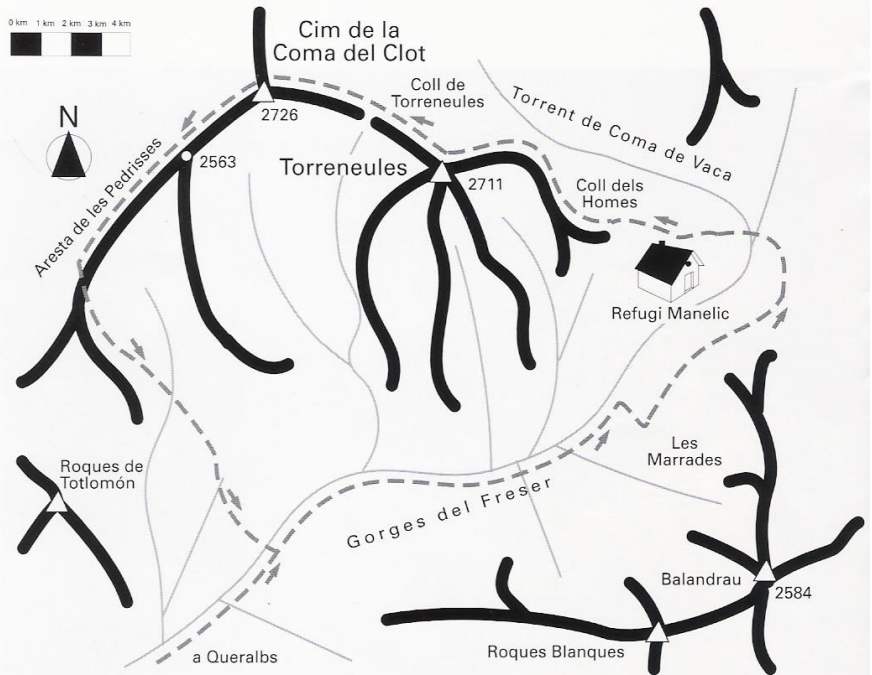 0 km 1 km 2 km 3 km 4 km
Cim de la
Coma del Clot
2726
N
Coll de
Torreneules
Torrent de Coma de Vaca
2563
Torreneules
2711
Coll dels
Homes
Aresta de les Pedrisses
Refugi Manelic
Les
Marrades
Roques de
Totlomón
Gorges del Freser
Balandrau
2584
Roques Blanques
a Queralbs